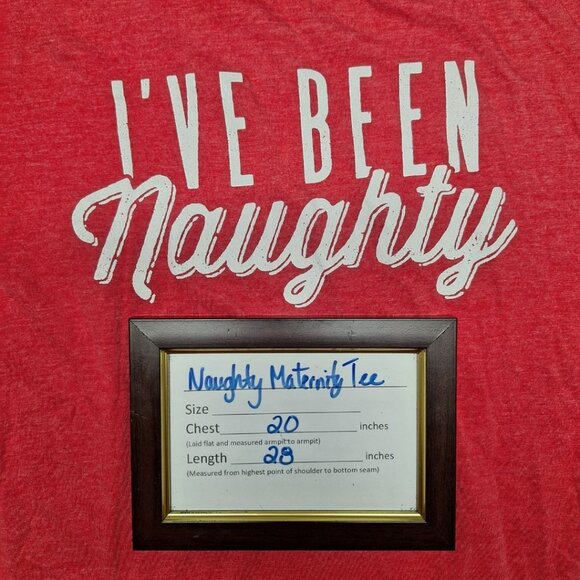 I'VE BEEN
Naughty
Naughty Maternity Tee
Size
Chest 20 inches
(Laid flat and measured armpit to armpit)
Length 28 inches
(Measured from highest point of shoulder to bottom seam)